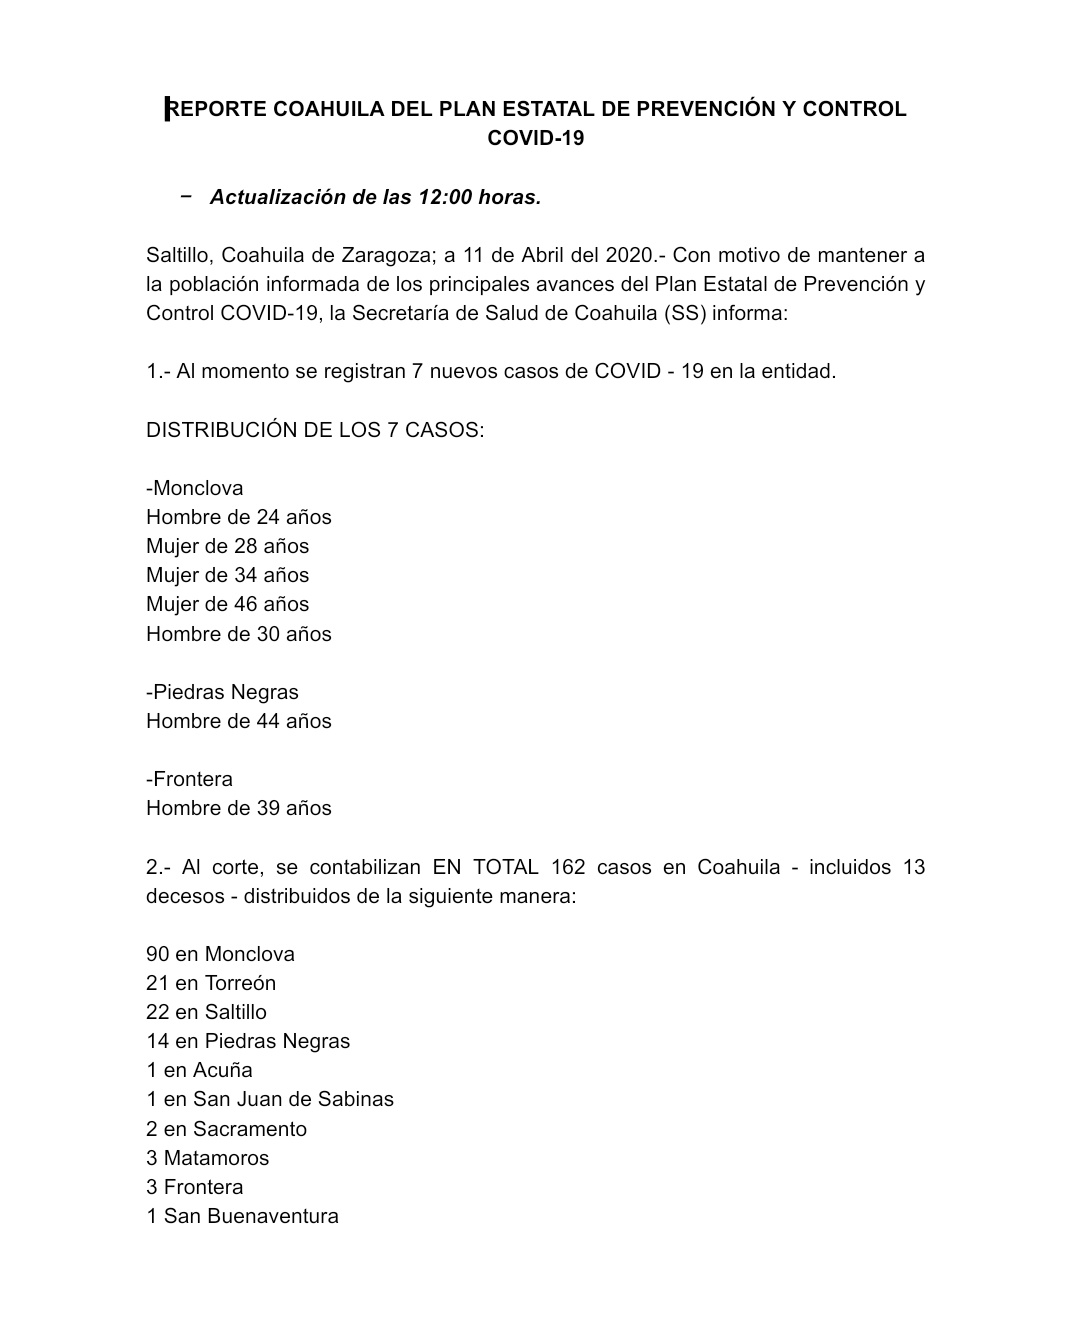 REPORTE COAHUILA DEL PLAN ESTATAL DE PREVENCIÓN Y CONTROL
COVID-19
– Actualización de las 12:00 horas.
Saltillo, Coahuila de Zaragoza; a 11 de Abril del 2020.- Con motivo de mantener a
la población informada de los principales avances del Plan Estatal de Prevención y
Control COVID-19, la Secretaría de Salud de Coahuila (SS) informa:
1.- Al momento se registran 7 nuevos casos de COVID - 19 en la entidad.
DISTRIBUCIÓN DE LOS 7 CASOS:
-Monclova
Hombre de 24 años
Mujer de 28 años
Mujer de 34 años
Mujer de 46 años
Hombre de 30 años
-Piedras Negras
Hombre de 44 años
-Frontera
Hombre de 39 años
2.- Al corte, se contabilizan EN TOTAL 162 casos en Coahuila - incluidos 13
decesos - distribuidos de la siguiente manera:
90 en Monclova
21 en Torreón
22 en Saltillo
14 en Piedras Negras
1 en Acuña
1 en San Juan de Sabinas
2 en Sacramento
3 Matamoros
3 Frontera
1 San Buenaventura